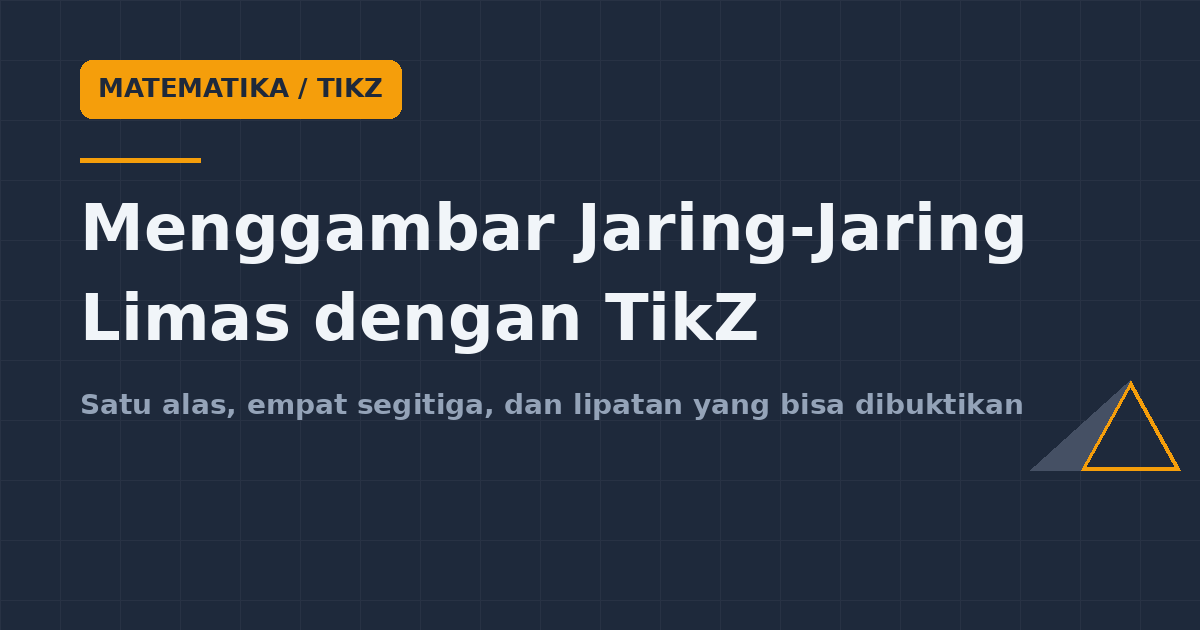 MATEMATIKA / TIKZ
Menggambar Jaring-Jaring
Limas dengan TikZ
Satu alas, empat segitiga, dan lipatan yang bisa dibuktikan